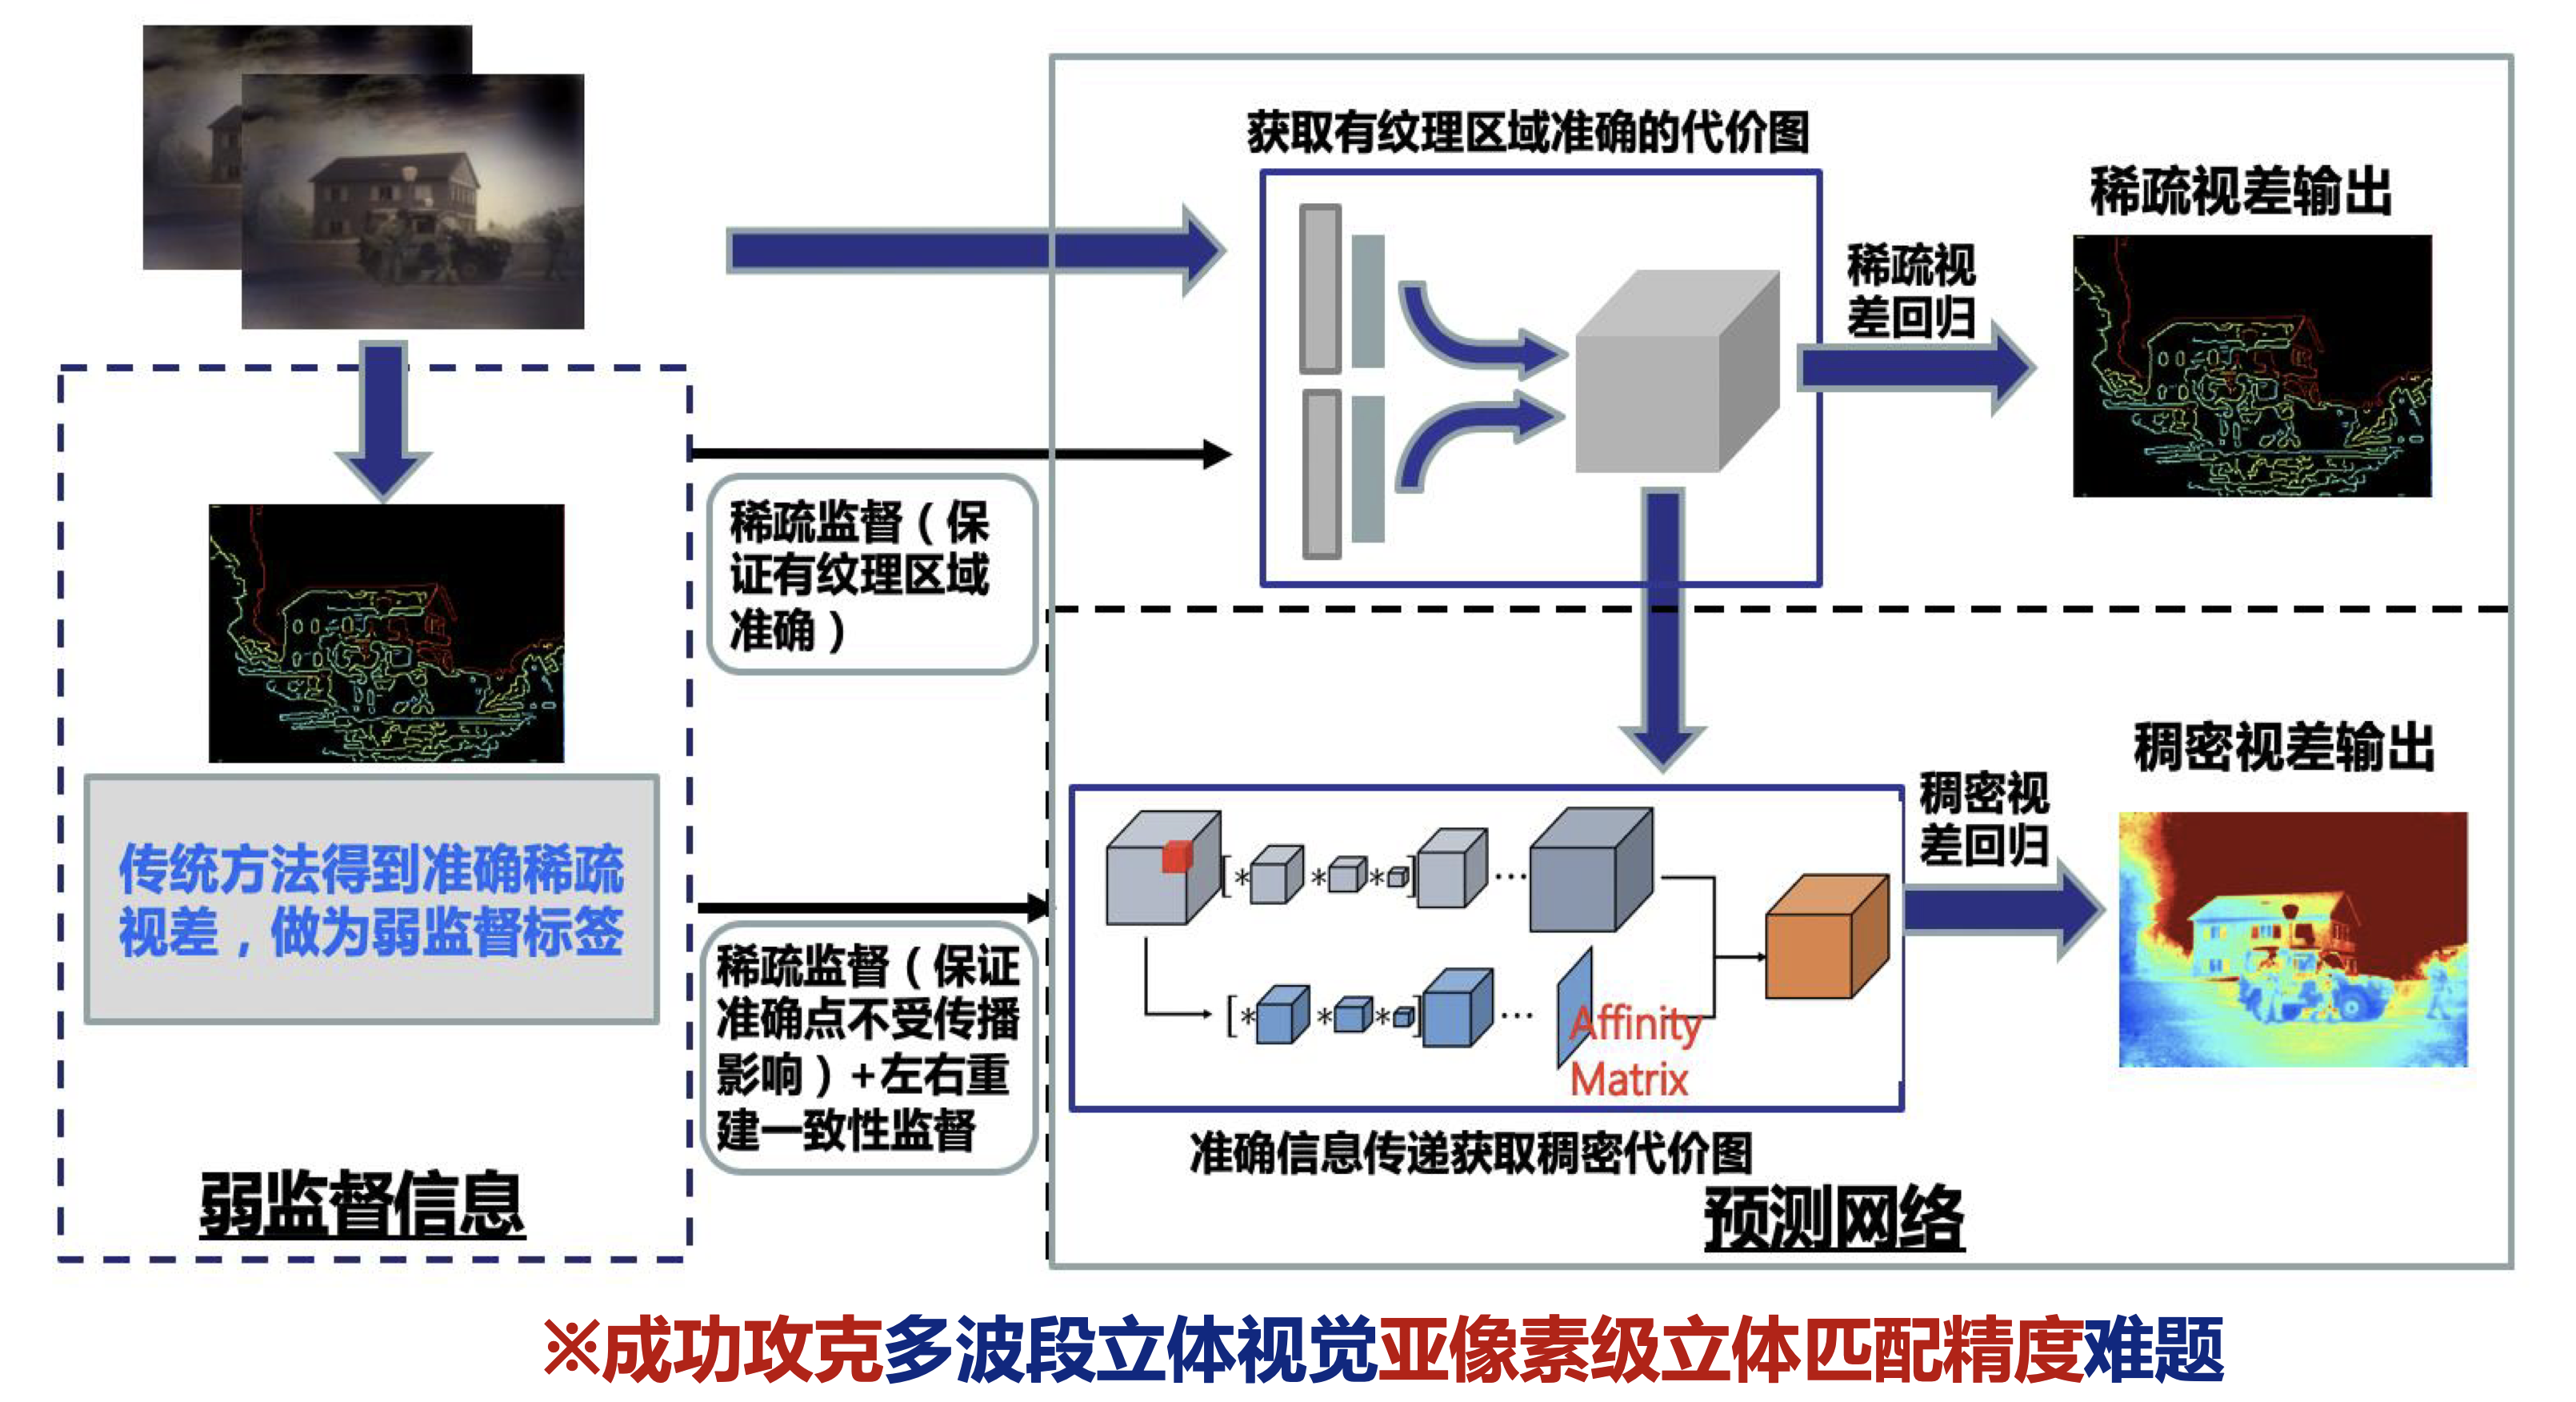 获取有纹理区域准确的代价图
稀疏视差输出
稀疏视
差回归
稀疏监督（保
证有纹理区域
准确）
传统方法得到准确稀疏
视差，做为弱监督标签
弱监督信息
稀疏监督（保证
准确点不受传播
影响）+左右重
建一致性监督
稠密视差输出
稠密视
差回归
[* * *] ...
[* * *] ...
Affinity
Matrix
准确信息传递获取稠密代价图
预测网络
※成功攻克多波段立体视觉亚像素级立体匹配精度难题